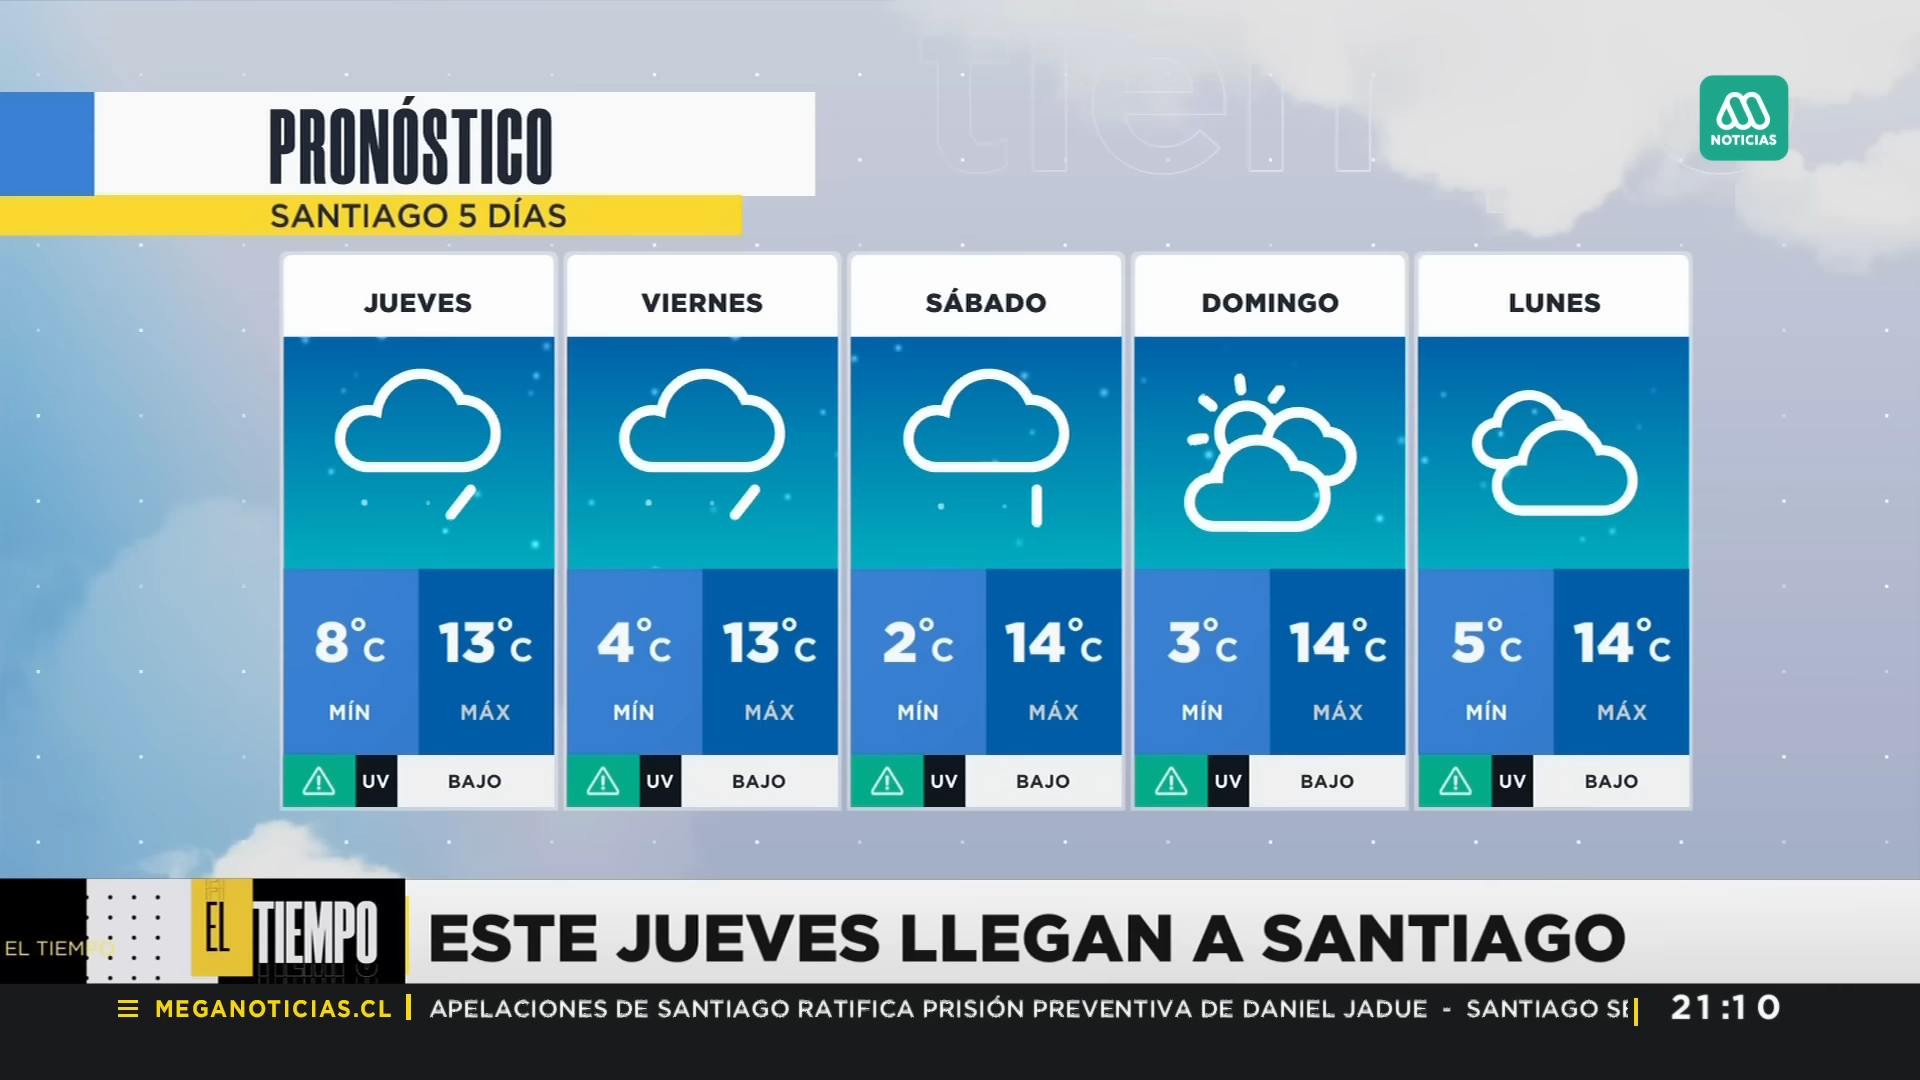 tiempo
NOTICIAS
PRONÓSTICO
SANTIAGO 5 DÍAS
JUEVES
8°C
MÍN
13°C
MÁX
UV
BAJO
VIERNES
4°C
MÍN
13°C
MÁX
UV
BAJO
SÁBADO
2°C
MÍN
14°C
MÁX
UV
BAJO
DOMINGO
3°C
MÍN
14°C
MÁX
UV
BAJO
LUNES
5°C
MÍN
14°C
MÁX
UV
BAJO
EL TIEMPO
EL TIEMPO
ESTE JUEVES LLEGAN A SANTIAGO
MEGANOTICIAS.CL
APELACIONES DE SANTIAGO RATIFICA PRISIÓN PREVENTIVA DE DANIEL JADUE - SANTIAGO
21:10